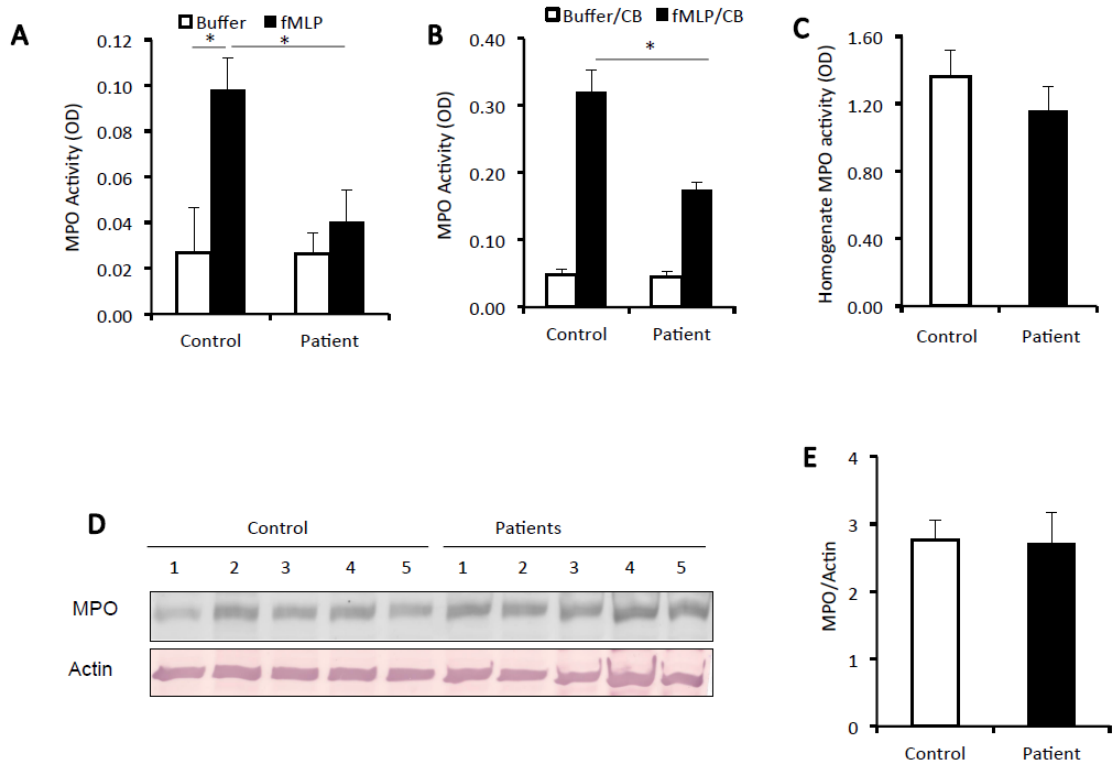 A
Buffer fMLP
MPO Activity (OD)
0.12
0.10
0.08
0.06
0.04
0.02
0.00
* *
Control Patient
B
Buffer/CB fMLP/CB
MPO Activity (OD)
0.40
0.30
0.20
0.10
0.00
*
Control Patient
C
Homogenate MPO activity (OD)
1.60
1.20
0.80
0.40
0.00
Control Patient
D
Control Patients
1 2 3 4 5 1 2 3 4 5
MPO
Actin
E
MPO/Actin
4
3
2
1
0
Control Patient